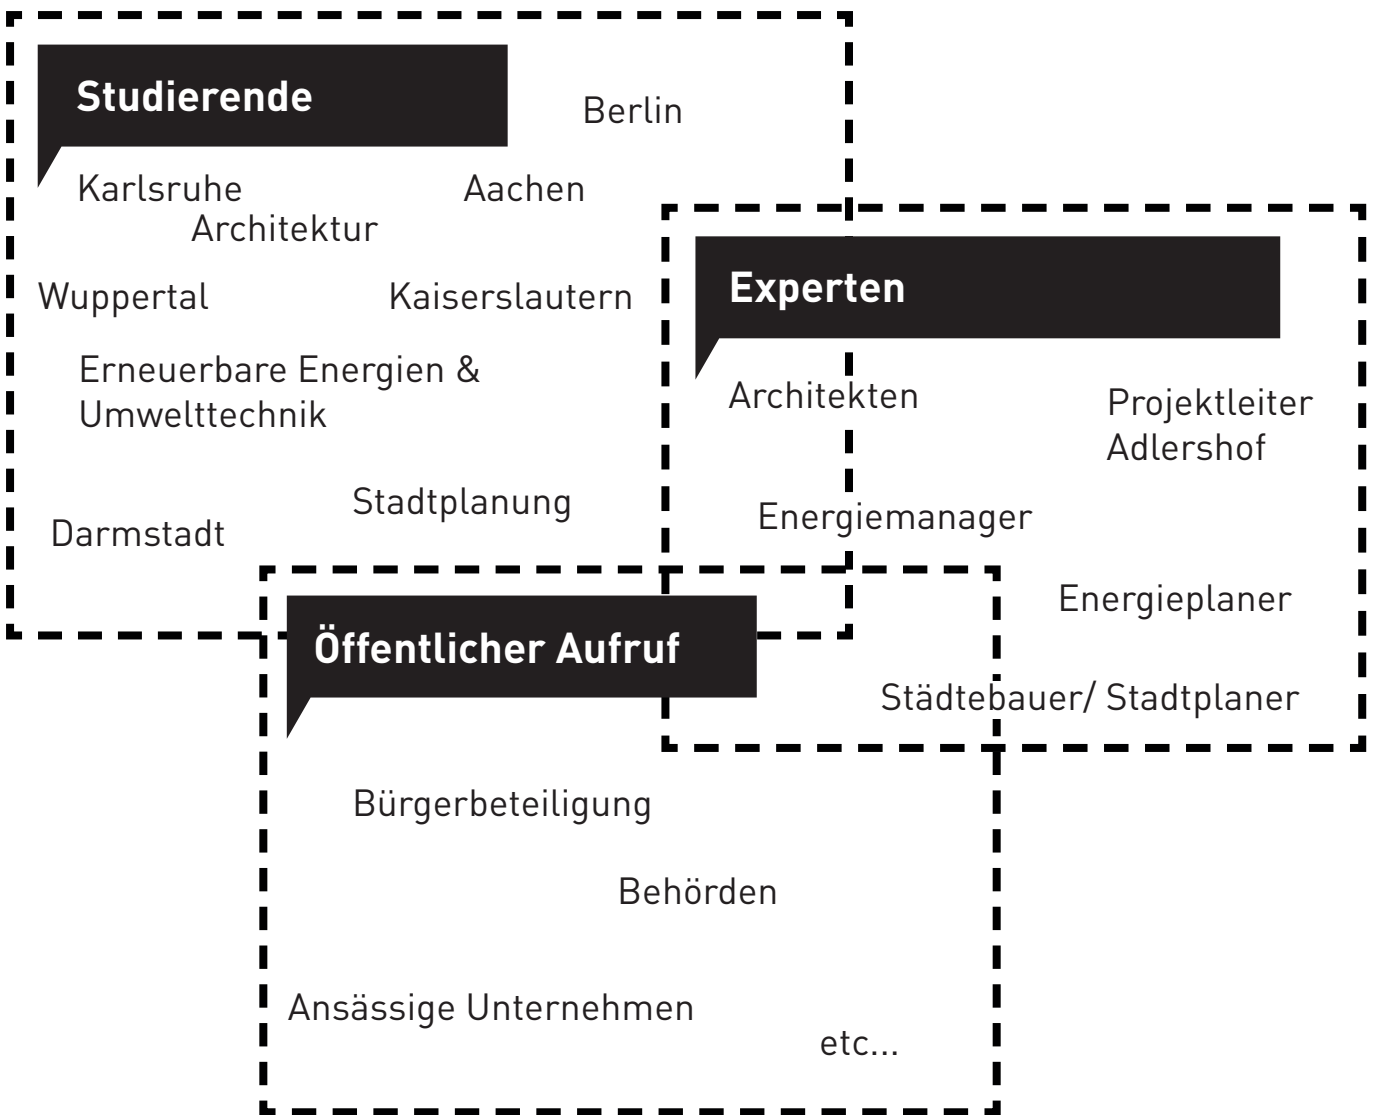 Studierende
Berlin
Karlsruhe
Aachen
Architektur
Wuppertal
Kaiserslautern
Erneuerbare Energien &
Umwelttechnik
Stadtplanung
Darmstadt
Experten
Architekten
Projektleiter
Adlershof
Energiemanager
Energieplaner
Städtebauer/ Stadtplaner
Öffentlicher Aufruf
Bürgerbeteiligung
Behörden
Ansässige Unternehmen
etc...